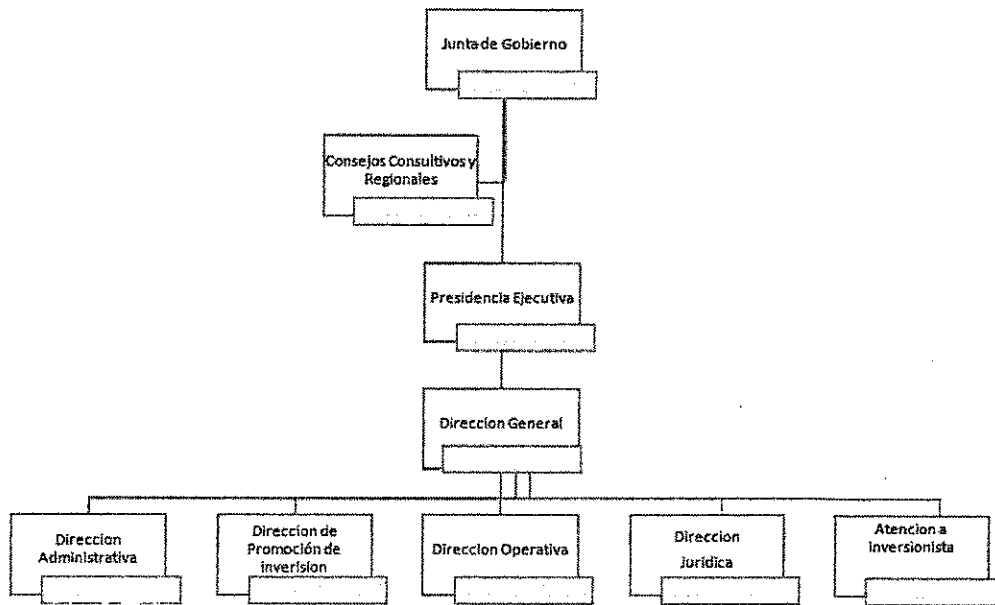 Junta de Gobierno
Consejos Consultivos y
Regionales
Presidencia Ejecutiva
Direccion General
Direccion
Administrativa
Direccion de
Promoción de
inverision
Direccion Operativa
Direccion
Jurídica
Atencion a
inversionista